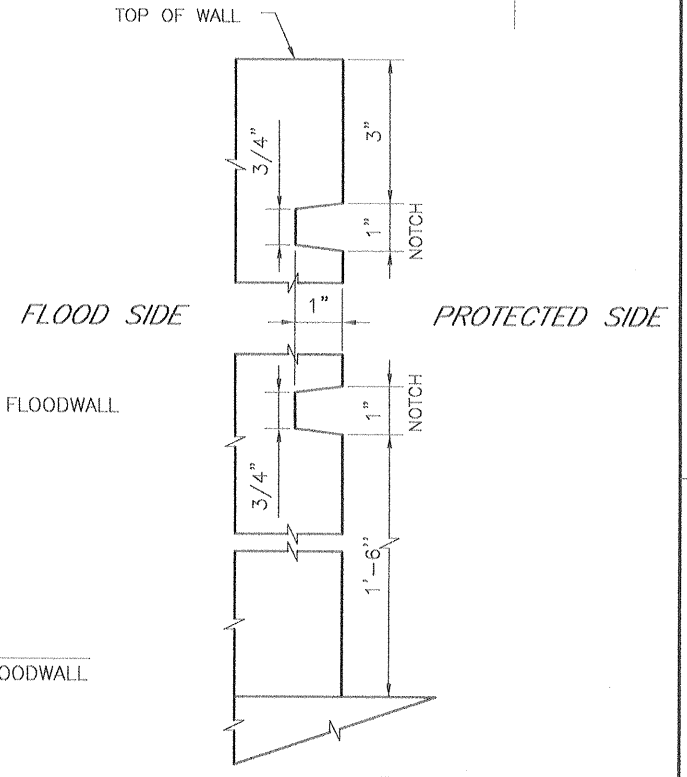 TOP OF WALL
3/4"
3"
1"
NOTCH
FLOOD SIDE
1"
PROTECTED SIDE
FLOODWALL
1"
NOTCH
3/4"
1'-6"
OODWALL